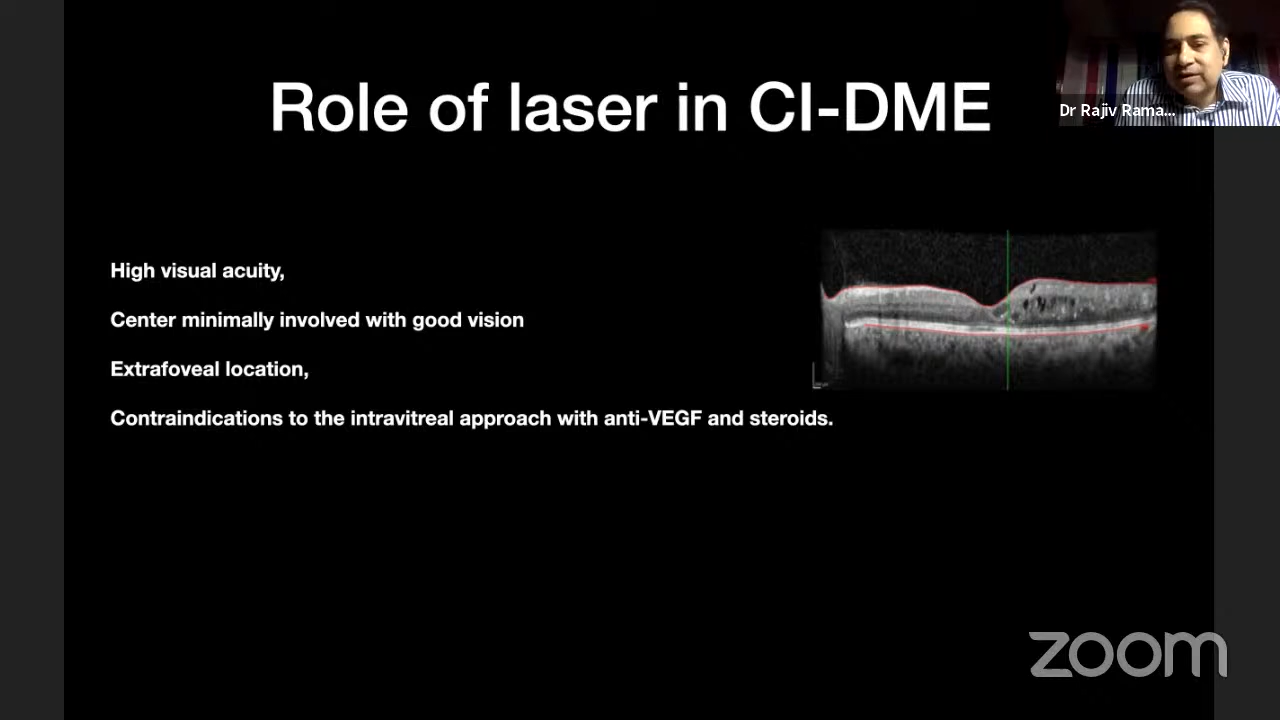 Role of laser in CI-DME
Dr Rajiv Rama...
High visual acuity,
Center minimally involved with good vision
Extrafoveal location,
Contraindications to the intravitreal approach with anti-VEGF and steroids.
zoom